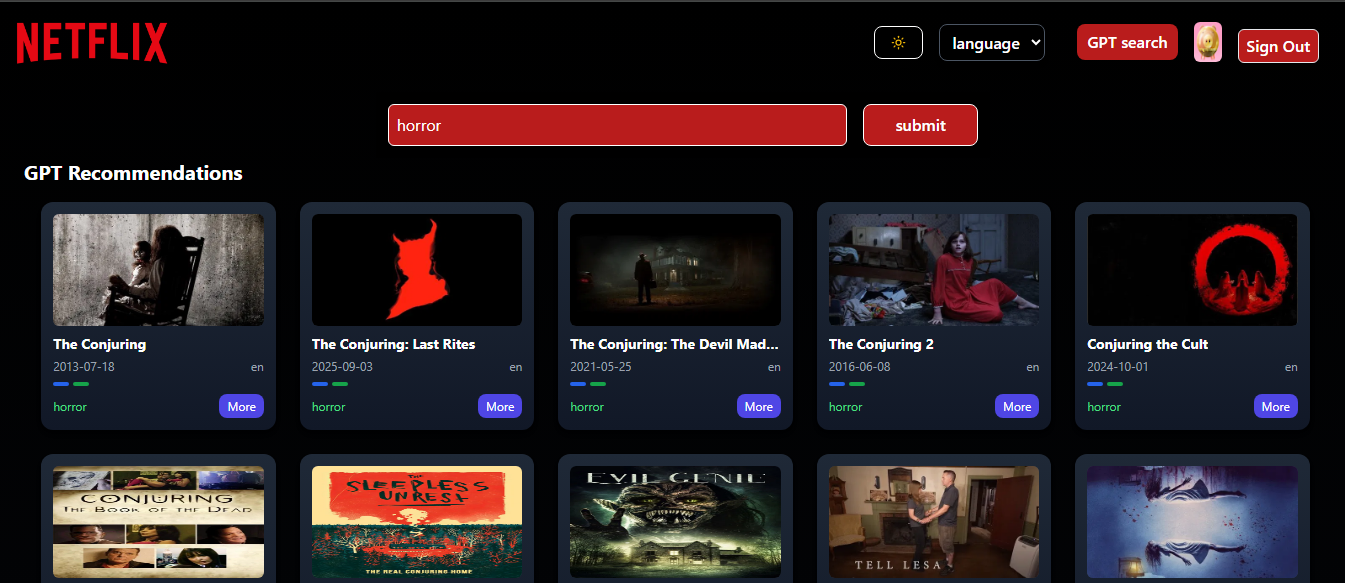 NETFLIX
language
GPT search
Sign Out
horror
submit
GPT Recommendations
The Conjuring
2013-07-18
en
horror
More
The Conjuring: Last Rites
2025-09-03
en
horror
More
The Conjuring: The Devil Mad...
2021-05-25
en
horror
More
The Conjuring 2
2016-06-08
en
horror
More
Conjuring the Cult
2024-10-01
en
horror
More
CONJURING
THE BOOK OF THE DEAD
THE
SLEEPLESS
UNREST
THE REAL CONJURING HOME
EVIL GENIE
TELL LESA